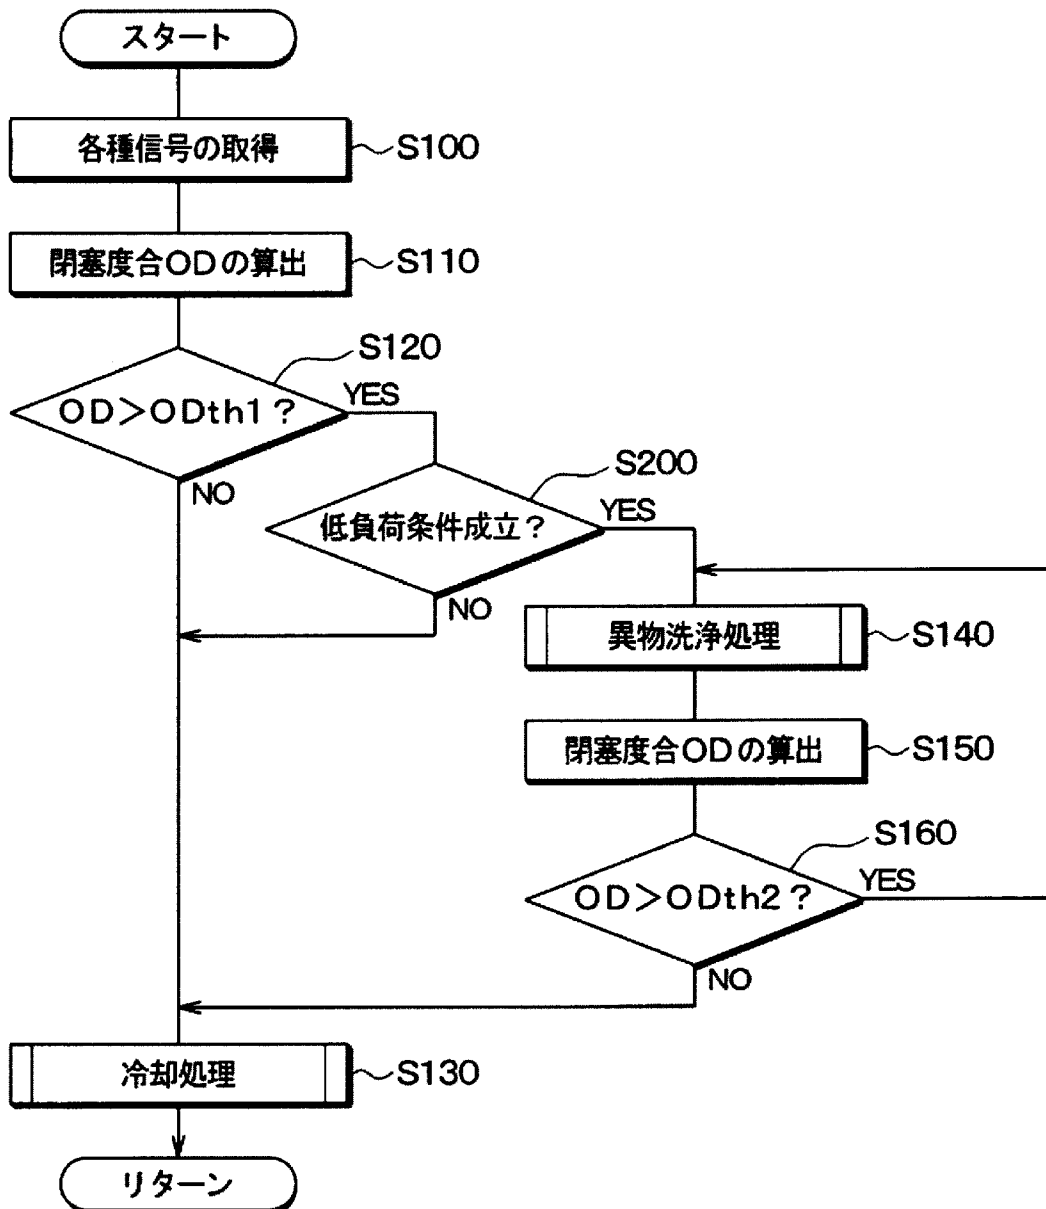 スタート
各種信号の取得
S100
閉塞度合ODの算出
S110
S120
OD>ODth1?
YES
NO
S200
低負荷条件成立?
YES
NO
異物洗浄処理
S140
閉塞度合ODの算出
S150
S160
OD>ODth2?
YES
NO
冷却処理
S130
リターン